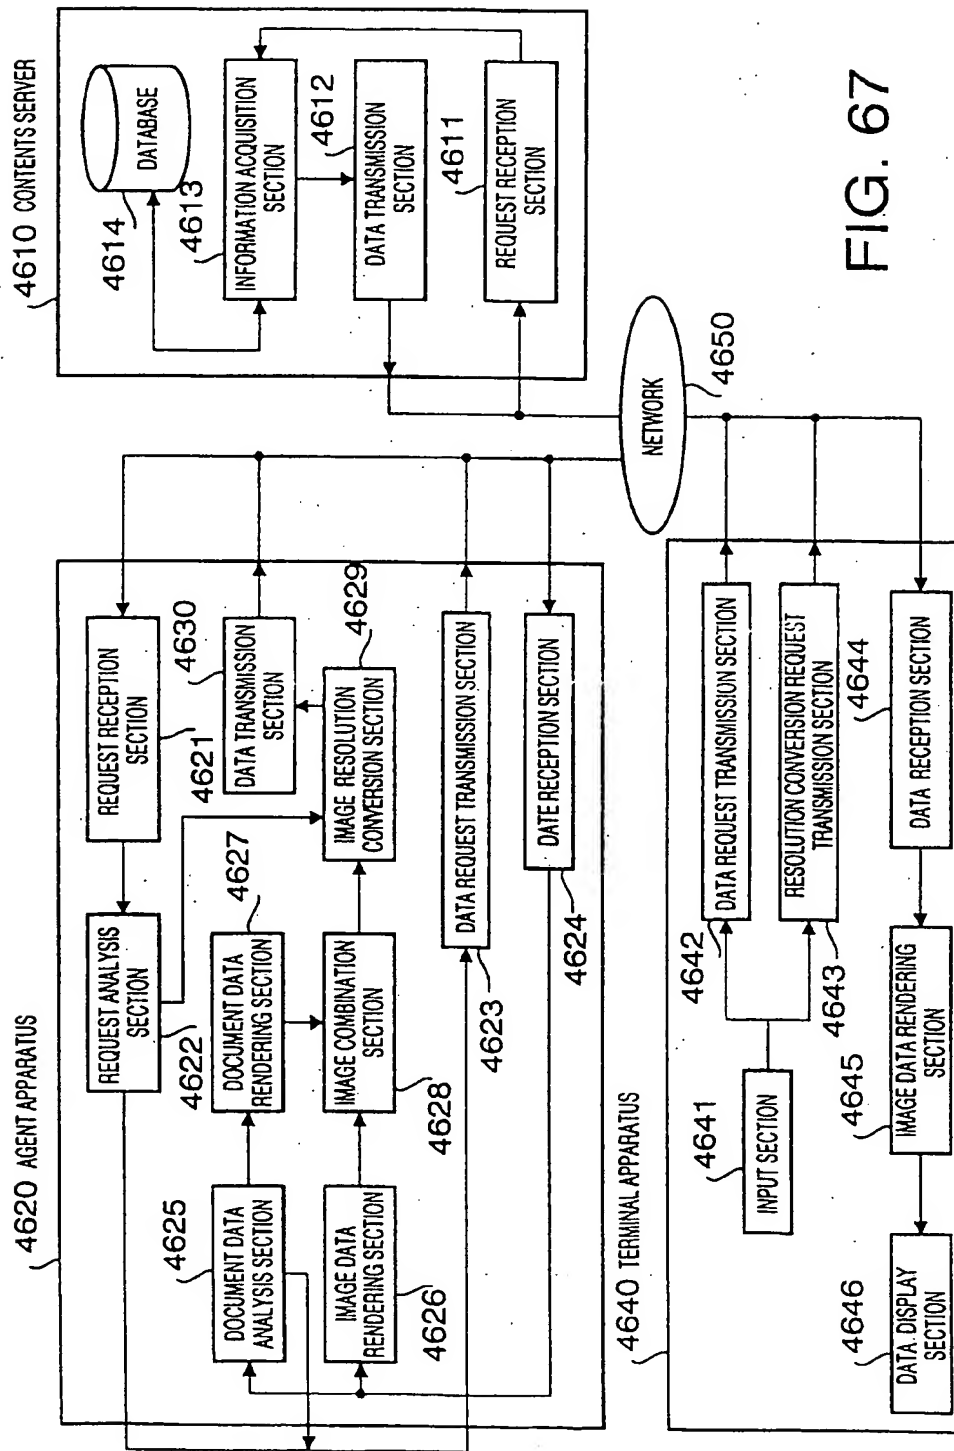 4620 AGENT APPARATUS
REQUEST RECEPTION
SECTION
4621
REQUEST ANALYSIS
SECTION
4622
4630
DATA TRANSMISSION
SECTION
4627
DOCUMENT DATA
RENDERING SECTION
4625
DOCUMENT DATA
ANALYSIS SECTION
4629
IMAGE RESOLUTION
CONVERSION SECTION
IMAGE COMBINATION
SECTION
4628
IMAGE DATA
RENDERING SECTION
4626
DATA REQUEST TRANSMISSION SECTION
4623
DATE RECEPTION SECTION
4624
4610 CONTENTS SERVER
DATABASE
4614
4613
INFORMATION ACQUISITION
SECTION
4612
DATA TRANSMISSION
SECTION
4611
REQUEST RECEPTION
SECTION
NETWORK
4650
4640 TERMINAL APPARATUS
4641
INPUT SECTION
4642
DATA REQUEST TRANSMISSION SECTION
RESOLUTION CONVERSION REQUEST
TRANSMISSION SECTION
4643
4644
DATA RECEPTION SECTION
IMAGE DATA RENDERING
SECTION
4645
DATA. DISPLAY
SECTION
4646
FIG. 67